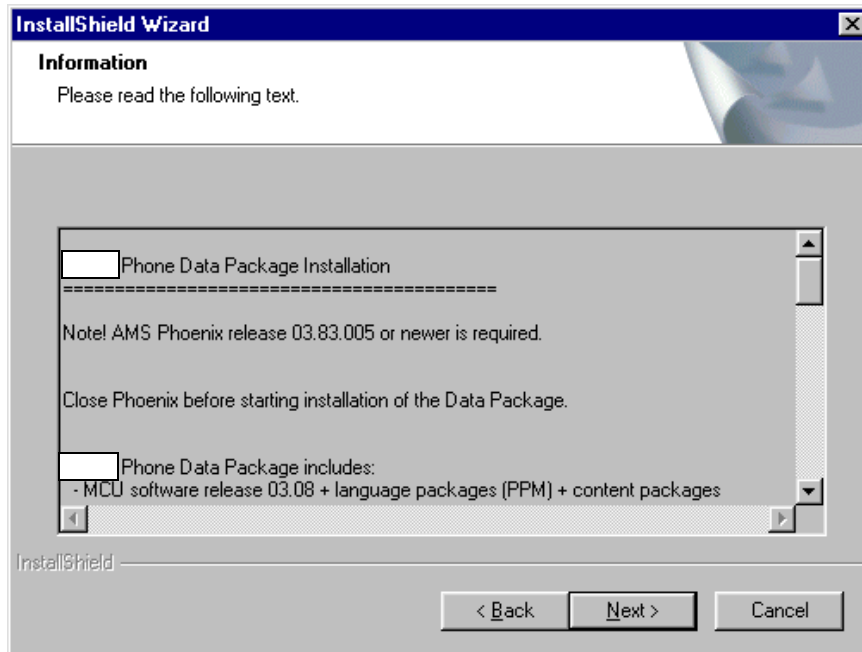 InstallShield Wizard
Information
Please read the following text.
Phone Data Package Installation
==========================================
Note! AMS Phoenix release 03.83.005 or newer is required.
Close Phoenix before starting installation of the Data Package.
Phone Data Package includes:
- MCU software release 03.08 + language packages (PPM) + content packages
InstallShield
< Back
Next >
Cancel